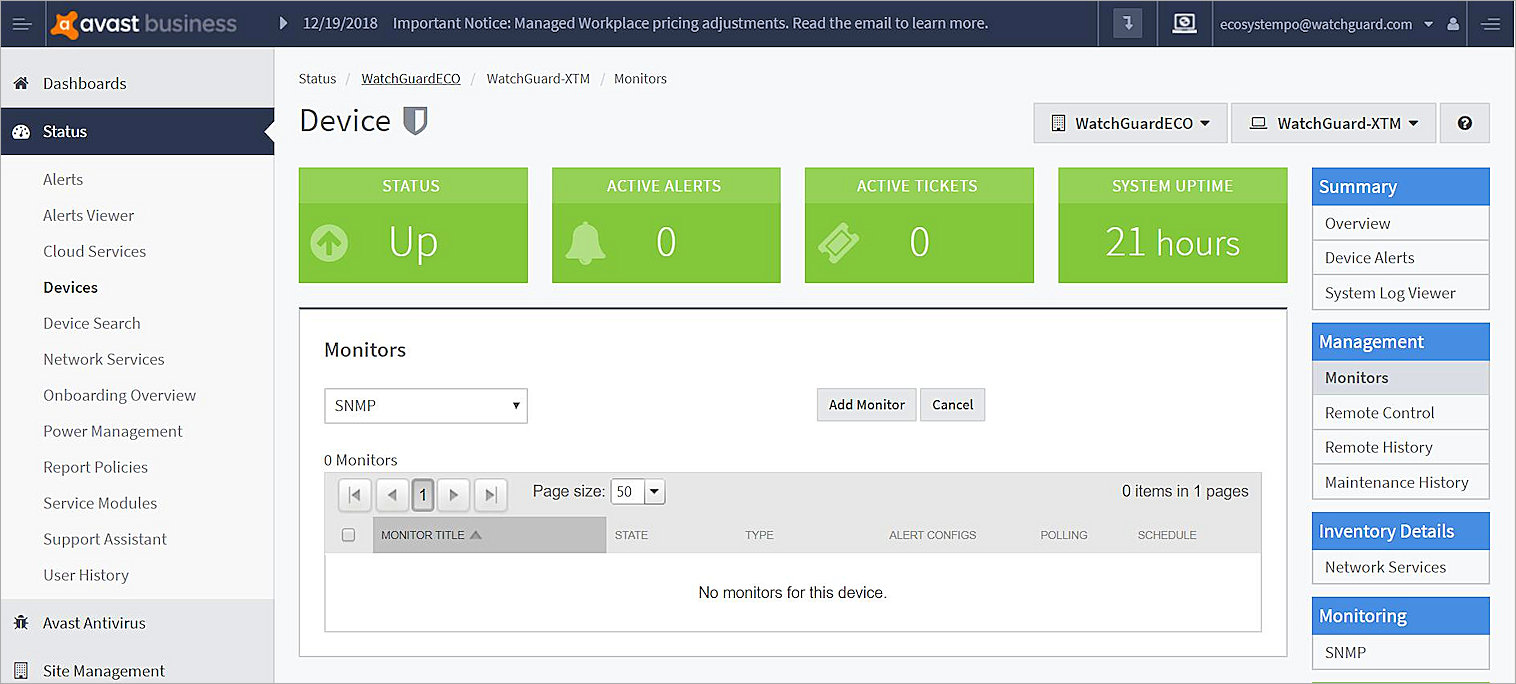 avast business
12/19/2018 Important Notice: Managed Workplace pricing adjustments. Read the email to learn more.
ecosystempo@watchguard.com
Dashboards
Status
Alerts
Alerts Viewer
Cloud Services
Devices
Device Search
Network Services
Onboarding Overview
Power Management
Report Policies
Service Modules
Support Assistant
User History
Avast Antivirus
Site Management
Status / WatchGuardECO / WatchGuard-XTM / Monitors
Device
WatchGuardECO
WatchGuard-XTM
?
STATUS
Up
ACTIVE ALERTS
0
ACTIVE TICKETS
0
SYSTEM UPTIME
21 hours
Monitors
SNMP
Add Monitor
Cancel
0 Monitors
1
Page size: 50
0 items in 1 pages
MONITOR TITLE STATE TYPE ALERT CONFIGS POLLING SCHEDULE
No monitors for this device.
Summary
Overview
Device Alerts
System Log Viewer
Management
Monitors
Remote Control
Remote History
Maintenance History
Inventory Details
Network Services
Monitoring
SNMP